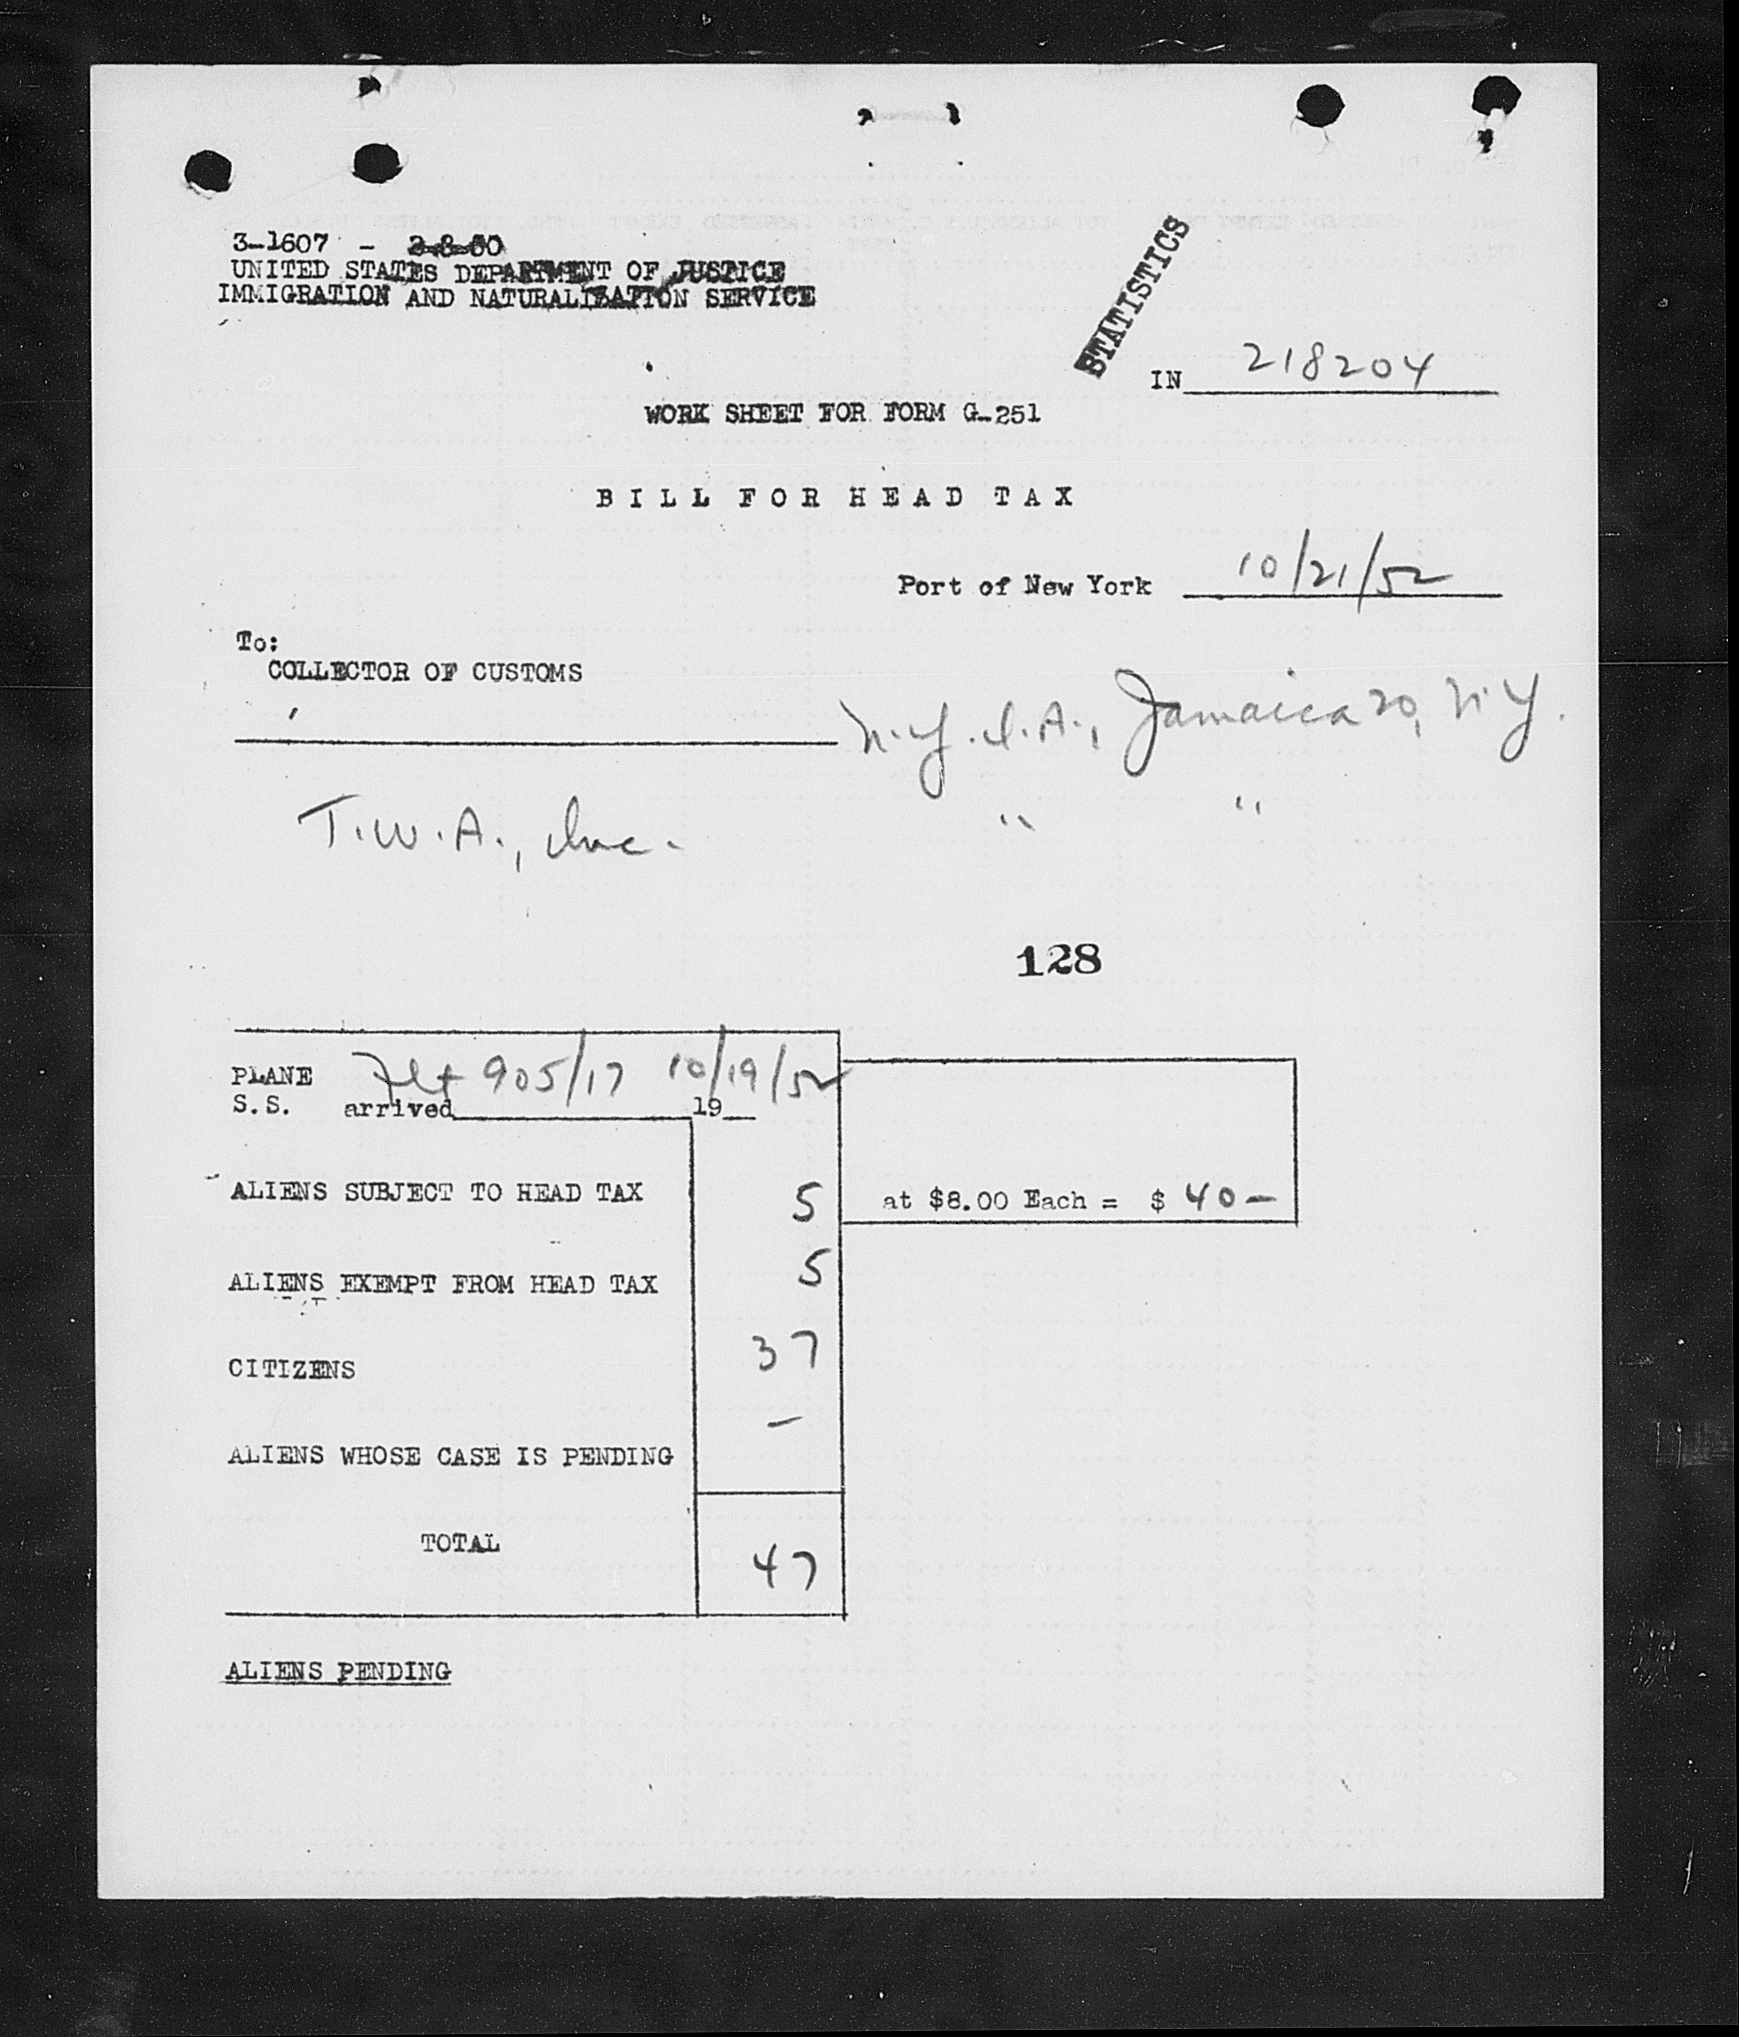 3-1607 - 2-8-50
UNITED STATES DEPARTMENT OF JUSTICE
IMMIGRATION AND NATURALIZATION SERVICE
STATISTICS
IN 218204
WORK SHEET FOR FORM G-251
BILL FOR HEAD TAX
Port of New York 10/21/52
To:
COLLECTOR OF CUSTOMS
N.Y.I.A., Jamaica 20, N.Y.
T.W.A., Inc. " "
128
PLANE Flt 905/17 10/19/52
S.S. arrived 19
ALIENS SUBJECT TO HEAD TAX 5 at $8.00 Each = $ 40-
ALIENS EXEMPT FROM HEAD TAX 5
CITIZENS 37
ALIENS WHOSE CASE IS PENDING -
TOTAL 47
ALIENS PENDING